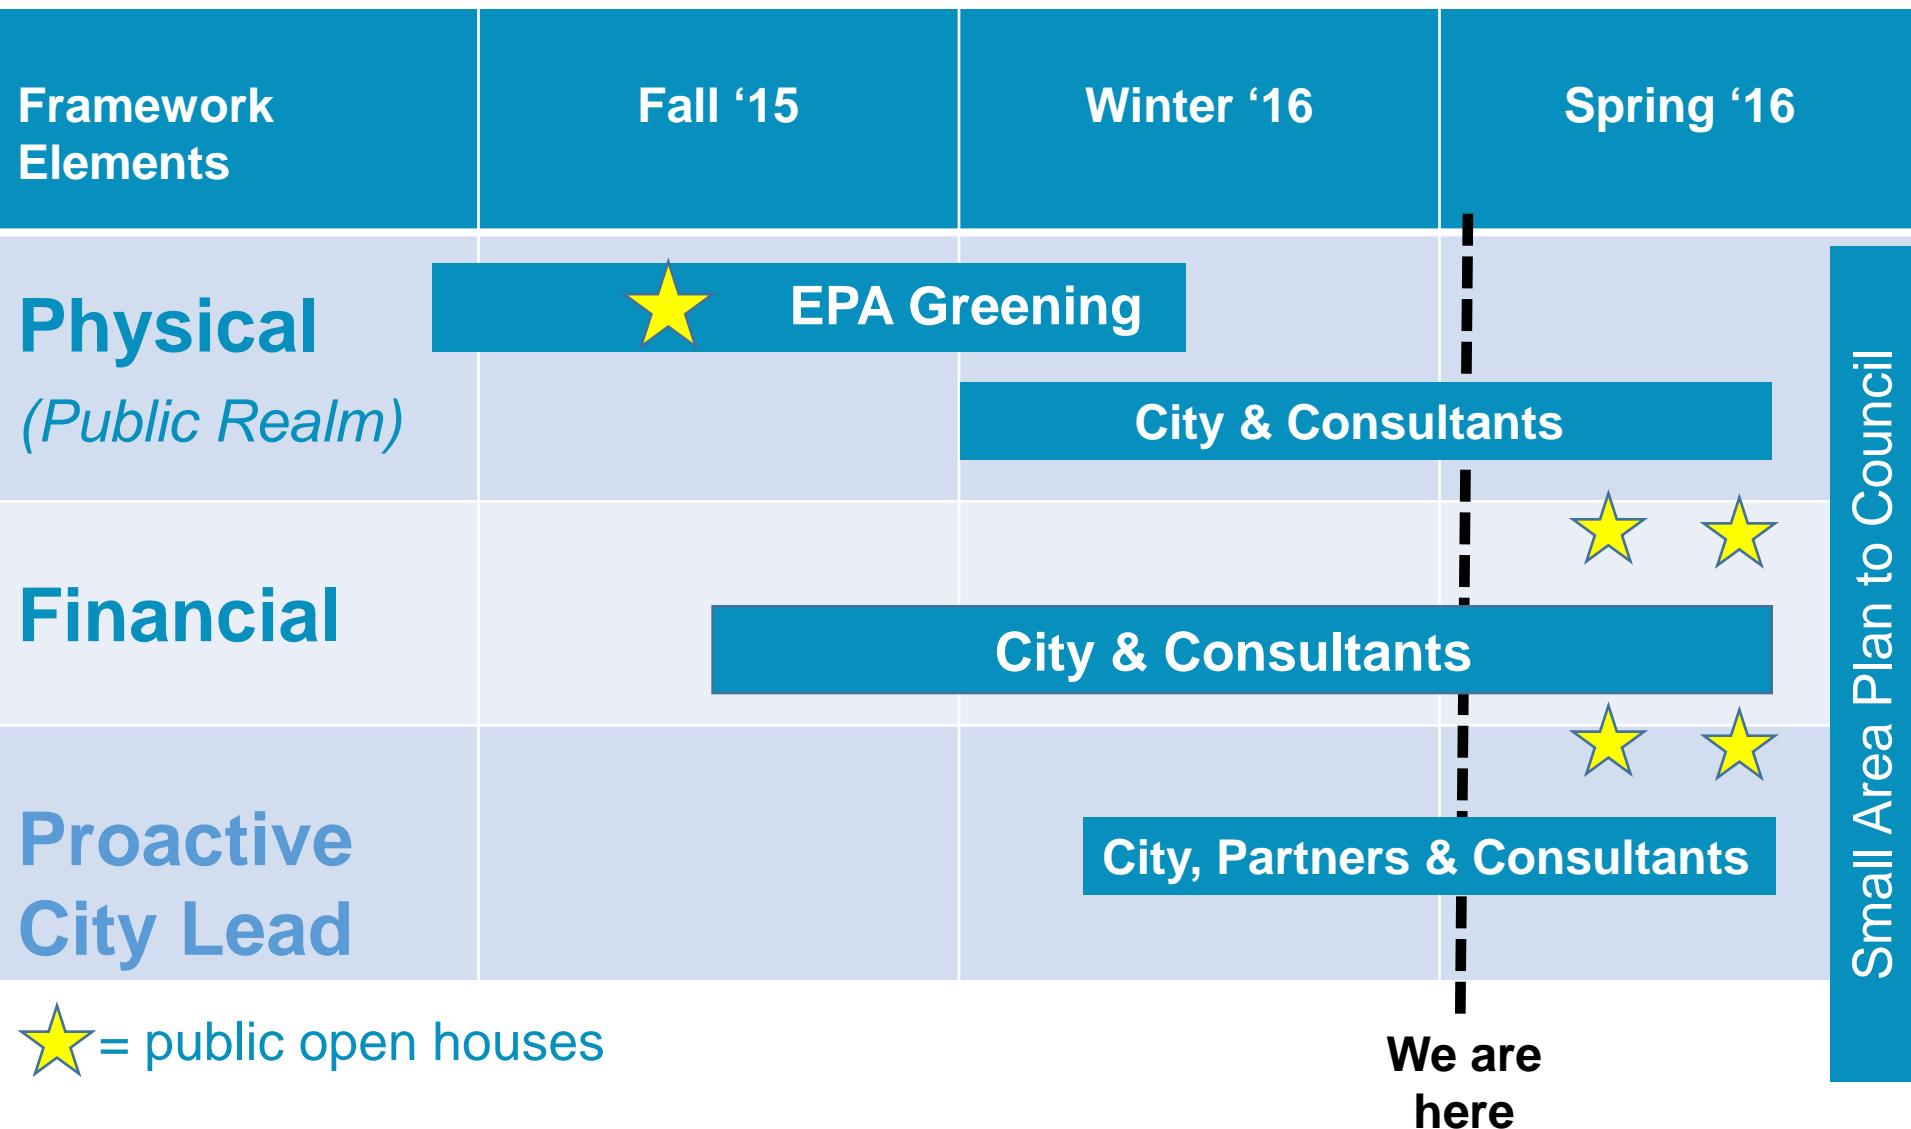 Framework
Elements
Fall ‘15
Winter ‘16
Spring ‘16
Physical
(Public Realm)
EPA Greening
City & Consultants
Financial
City & Consultants
Proactive
City Lead
City, Partners & Consultants
Small Area Plan to Council
= public open houses
We are
here